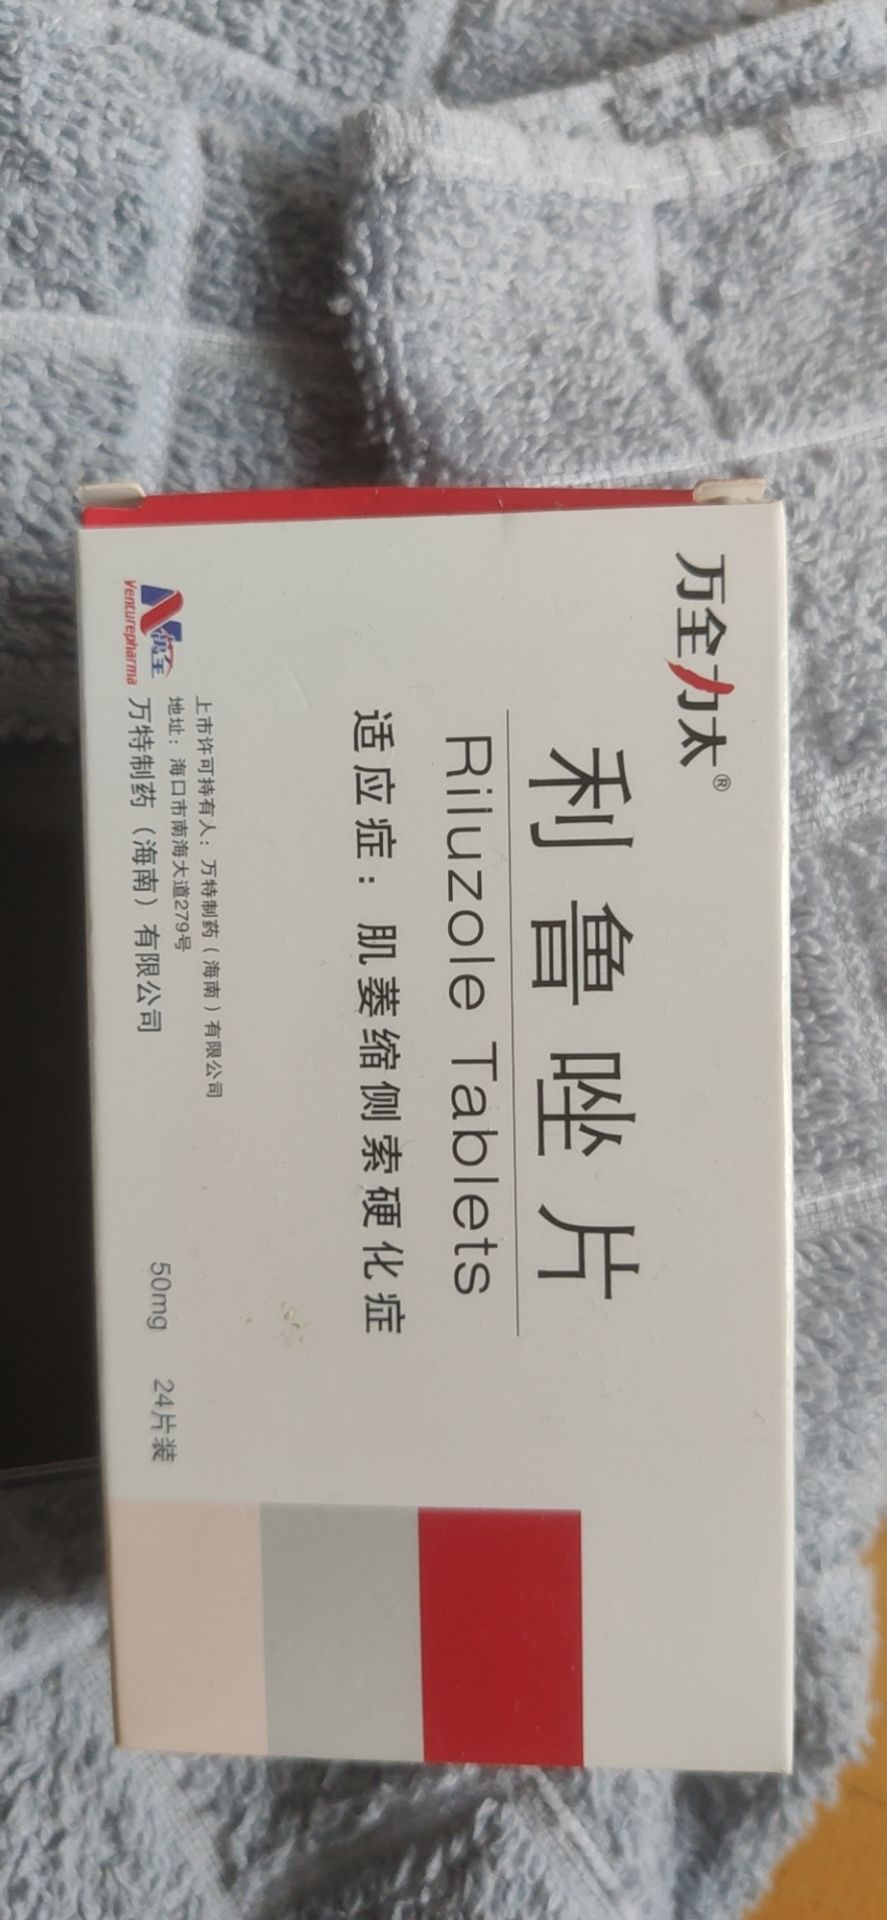 万全力太®
利鲁唑片
Riluzole Tablets
适应症：肌萎缩侧索硬化症
上市许可持有人：万特制药（海南）有限公司
地址：海口市南海大道279号
万全
Venturepharma
万特制药（海南）有限公司
50mg 24片装